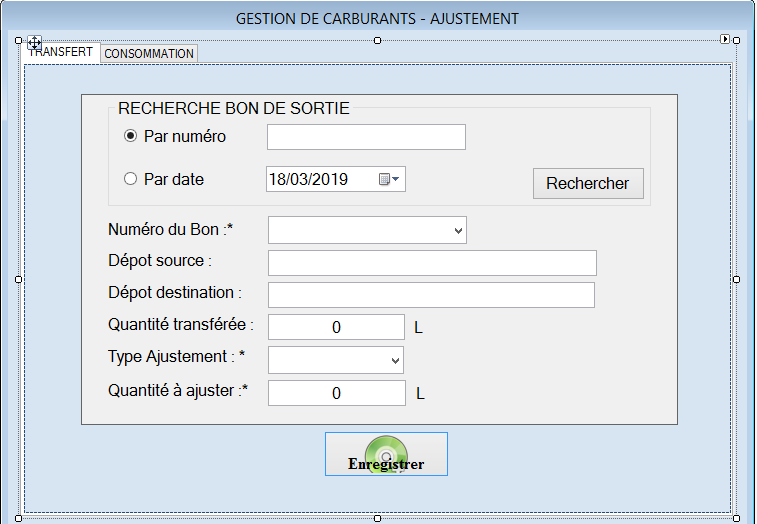 GESTION DE CARBURANTS - AJUSTEMENT
TRANSFERT CONSOMMATION
RECHERCHE BON DE SORTIE
Par numéro
Par date 18/03/2019 Rechercher
Numéro du Bon :*
Dépot source :
Dépot destination :
Quantité transférée : 0 L
Type Ajustement : *
Quantité à ajuster :* 0 L
Enregistrer